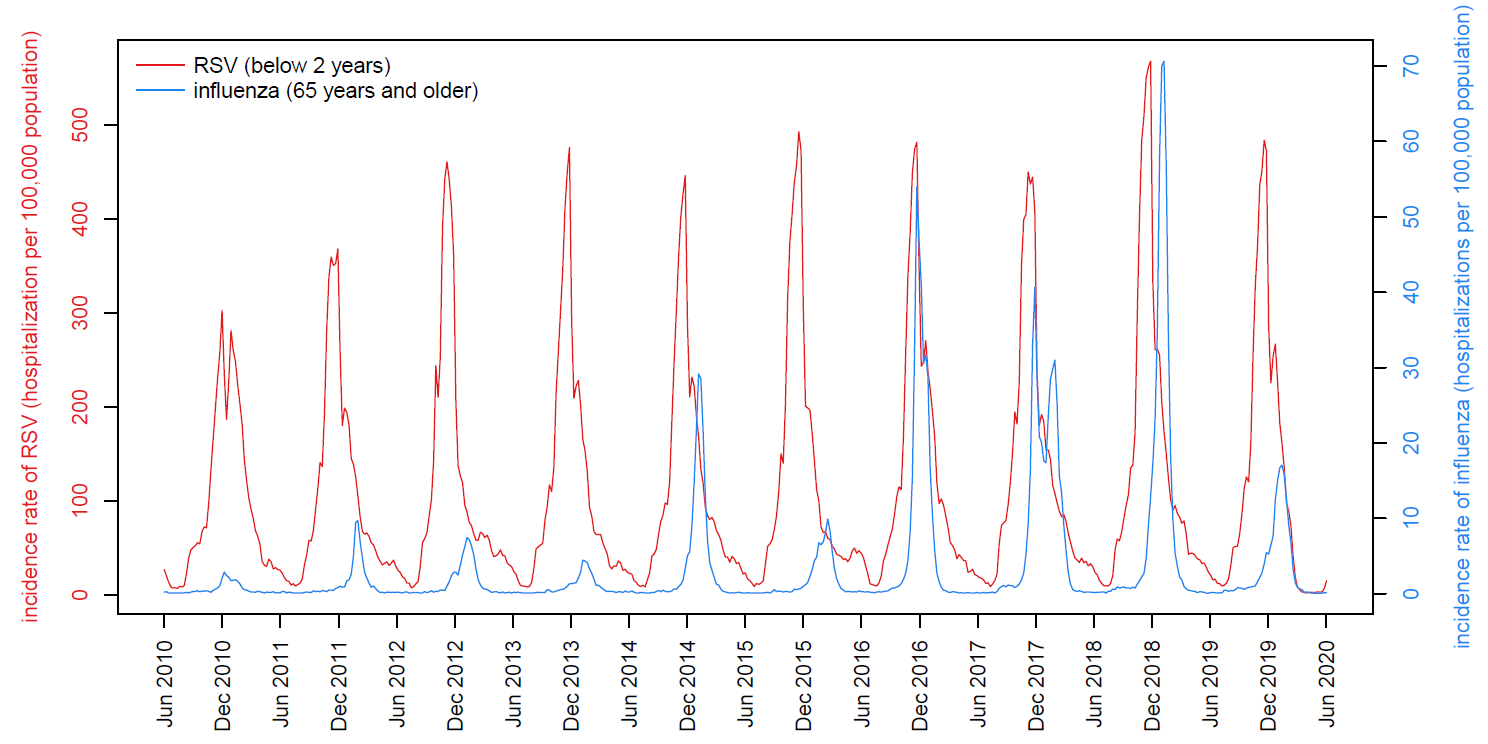 RSV (below 2 years)
influenza (65 years and older)
incidence rate of RSV (hospitalization per 100,000 population)
500
400
300
200
100
0
70
60
50
40
30
20
10
0
incidence rate of influenza (hospitalizations per 100,000 population)
Jun 2010
Dec 2010
Jun 2011
Dec 2011
Jun 2012
Dec 2012
Jun 2013
Dec 2013
Jun 2014
Dec 2014
Jun 2015
Dec 2015
Jun 2016
Dec 2016
Jun 2017
Dec 2017
Jun 2018
Dec 2018
Jun 2019
Dec 2019
Jun 2020